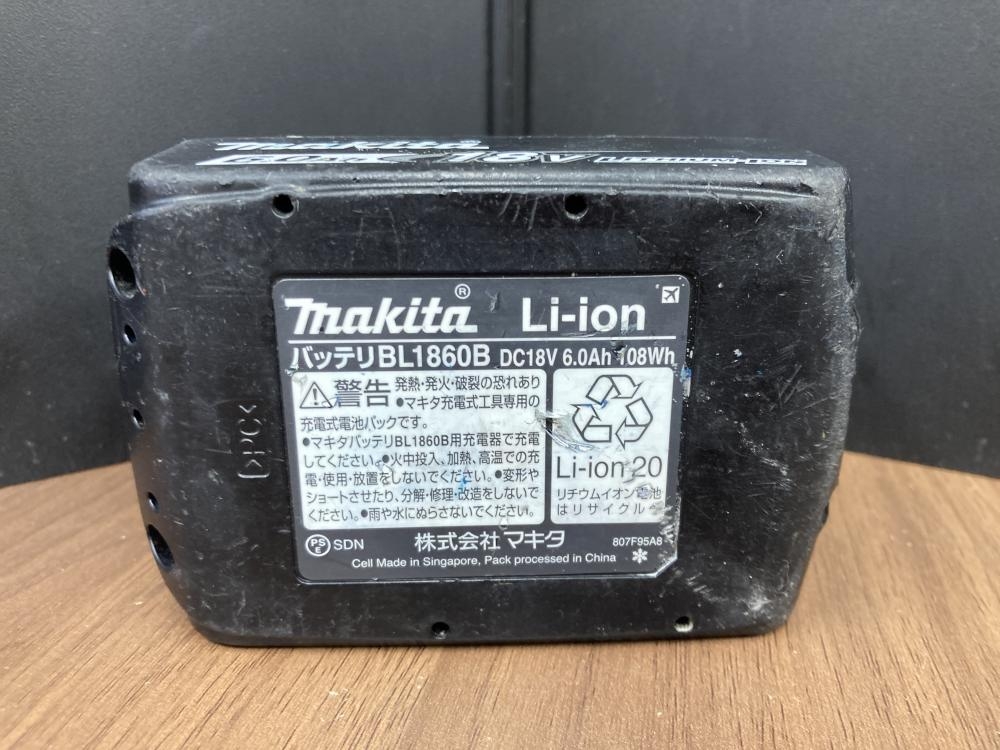 makita
6.0Ah 18V
makita® Li-ion
バッテリBL1860B DC18V 6.0Ah 108Wh
警告 発熱・発火・破裂の恐れあり
●マキタ充電式工具専用の
充電式電池パックです。
●マキタバッテリBL1860B用充電器で充電
してください。●火中投入、加熱、高温での充
電・使用・放置をしないでください。●変形や
ショートさせたり、分解・修理・改造をしないで
ください。●雨や水にぬらさないでください。
Li-ion 20
リチウムイオン電池
はリサイクルへ
>PC<
PSE SDN 株式会社マキタ 807F95A8
Cell Made in Singapore, Pack processed in China